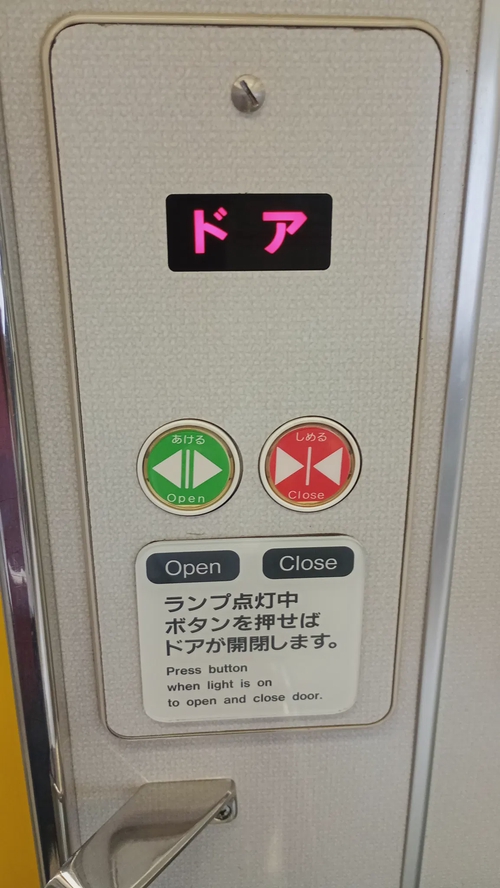 ドア
あける
Open
しめる
Close
Open
Close
ランプ点灯中
ボタンを押せば
ドアが開閉します。
Press button
when light is on
to open and close door.